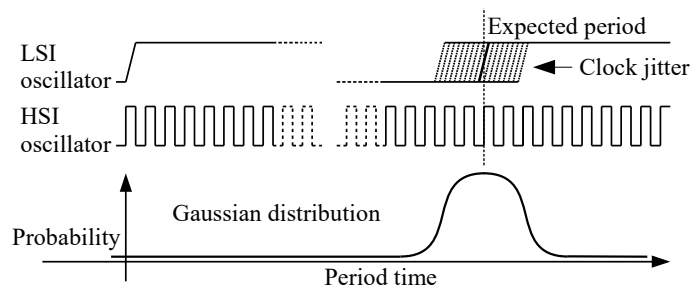 Expected period
LSI
oscillator
Clock jitter
HSI
oscillator
Gaussian distribution
Probability
Period time